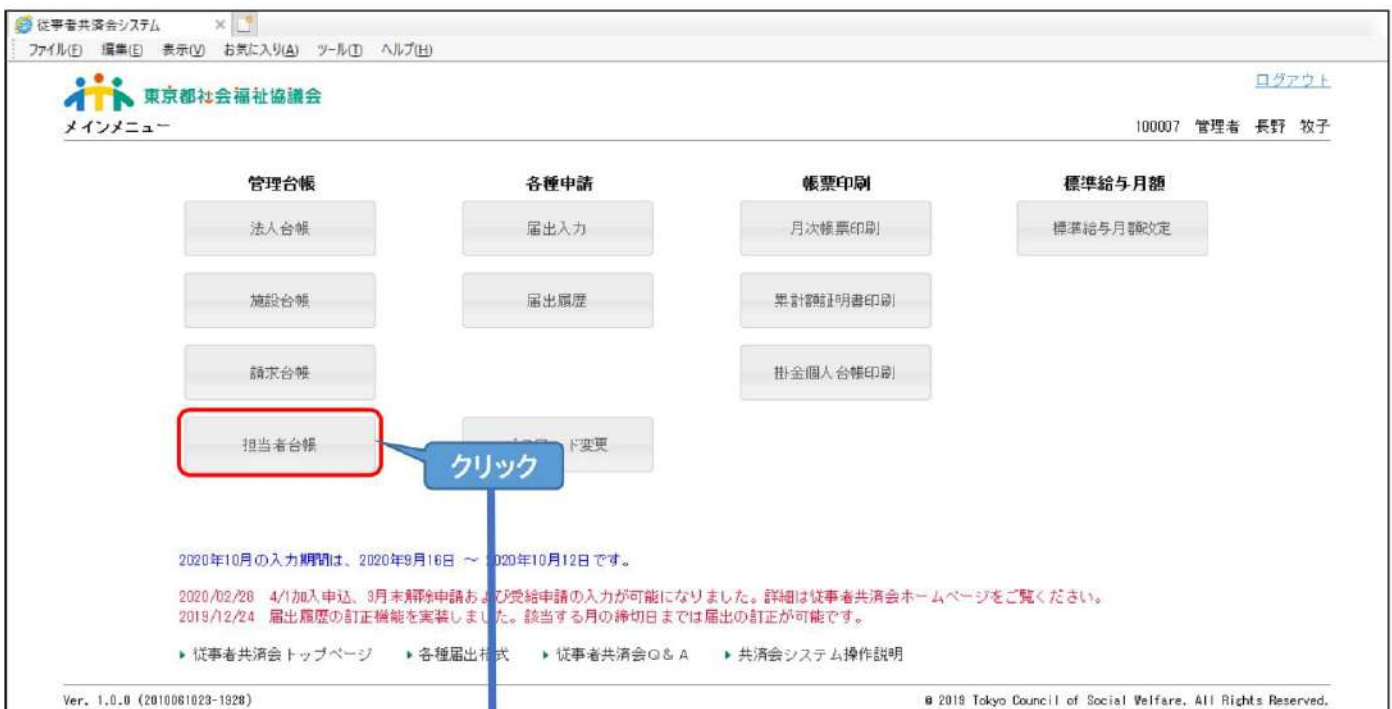 従事者共済会システム
ファイル(F) 編集(E) 表示(V) お気に入り(A) ツール(T) ヘルプ(H)
東京都社会福祉協議会
ログアウト
メインメニュー
100007 管理者 長野 牧子
管理台帳 各種申請 帳票印刷 標準給与月額
法人台帳 届出入力 月次帳票印刷 標準給与月額改定
施設台帳 届出履歴 累計額証明書印刷
請求台帳 掛金個人台帳印刷
担当者台帳 ド変更
クリック
2020年10月の入力期間は、2020年9月16日 ～ 2020年10月12日です。
2020/02/28 4/1加入申込、3月末解除申請および受給申請の入力が可能になりました。詳細は従事者共済会ホームページをご覧ください。
2019/12/24 届出履歴の訂正機能を実装しました。該当する月の締切日までは届出の訂正が可能です。
従事者共済会トップページ 各種届出様式 従事者共済会Q&A 共済会システム操作説明
Ver. 1.0.0 (2010061023-1928)
© 2019 Tokyo Council of Social Welfare. All Rights Reserved.